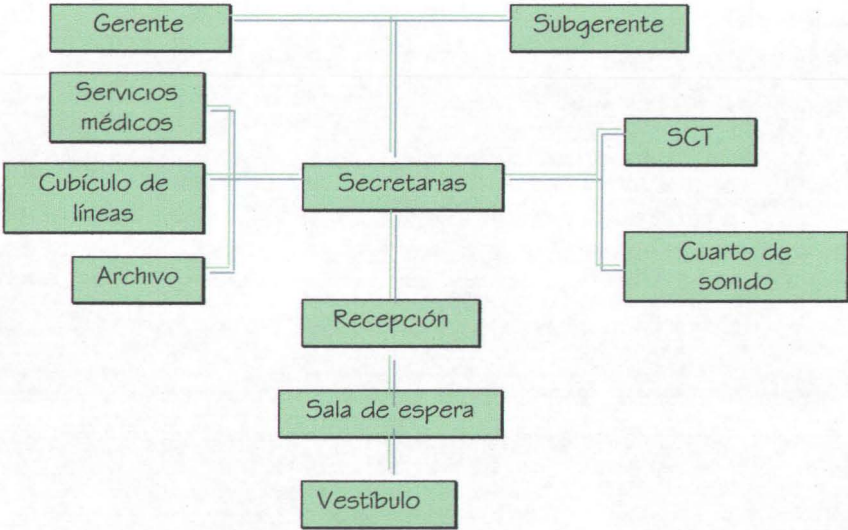 Gerente
Subgerente
Servicios
médicos
SCT
Cubículo de
líneas
Secretarias
Archivo
Cuarto de
sonido
Recepción
Sala de espera
Vestíbulo